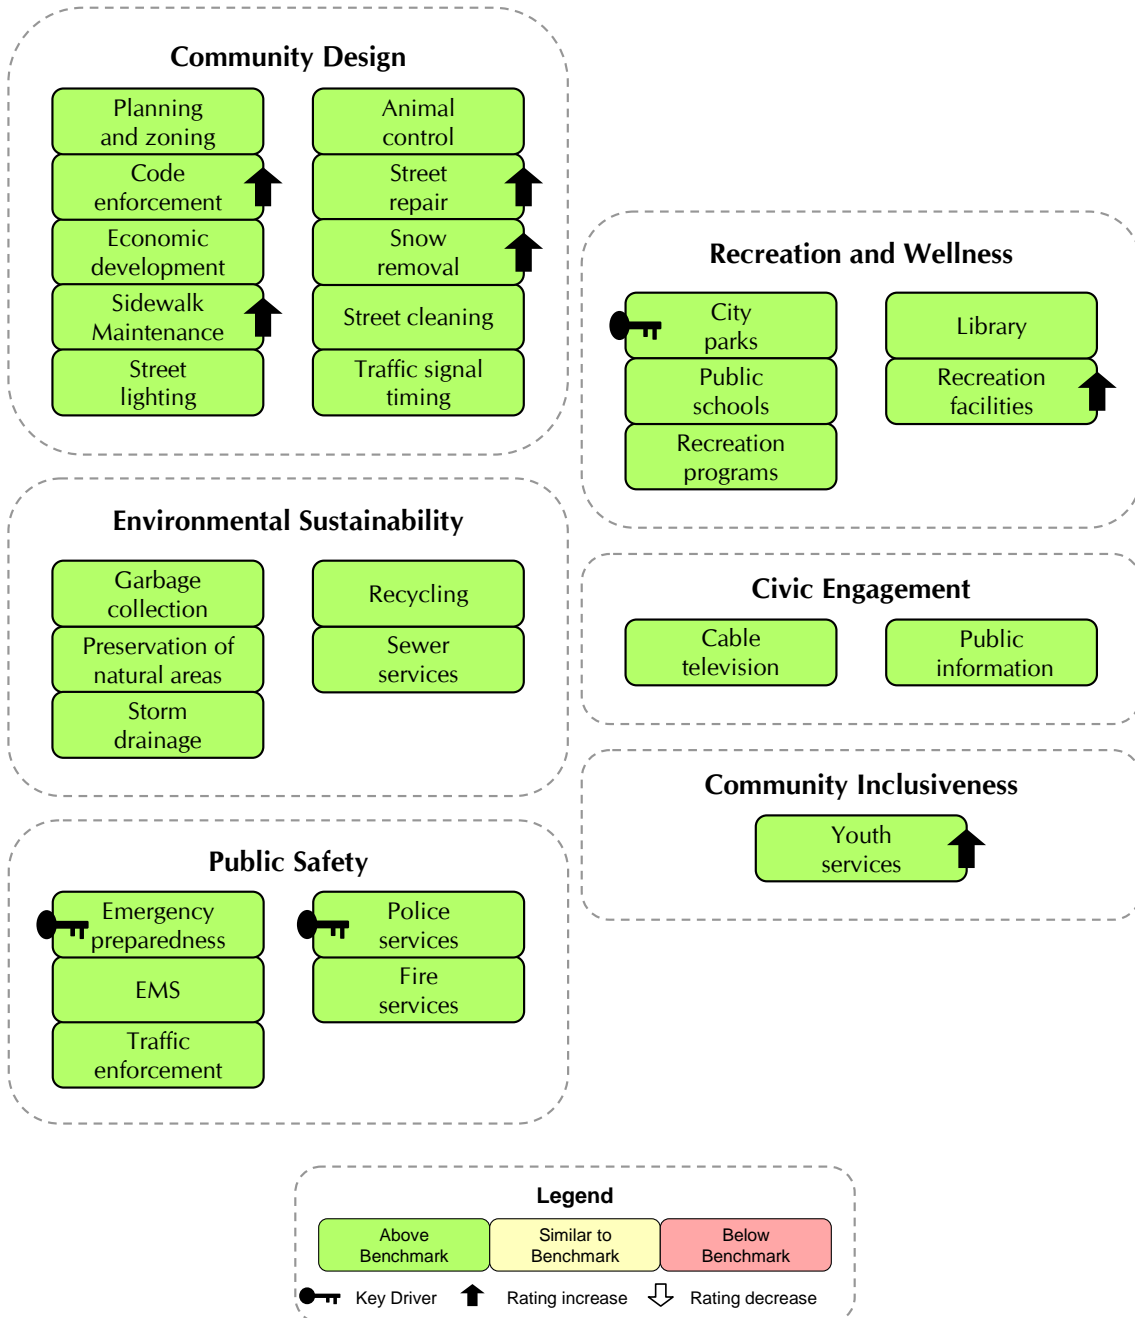 Community Design
Planning
and zoning
Code
enforcement
Economic
development
Sidewalk
Maintenance
Street
lighting
Animal
control
Street
repair
Snow
removal
Street cleaning
Traffic signal
timing
Environmental Sustainability
Garbage
collection
Preservation of
natural areas
Storm
drainage
Recycling
Sewer
services
Public Safety
Emergency
preparedness
EMS
Traffic
enforcement
Police
services
Fire
services
Recreation and Wellness
City
parks
Public
schools
Recreation
programs
Library
Recreation
facilities
Civic Engagement
Cable
television
Public
information
Community Inclusiveness
Youth
services
Legend
Above
Benchmark
Similar to
Benchmark
Below
Benchmark
Key Driver
Rating increase
Rating decrease